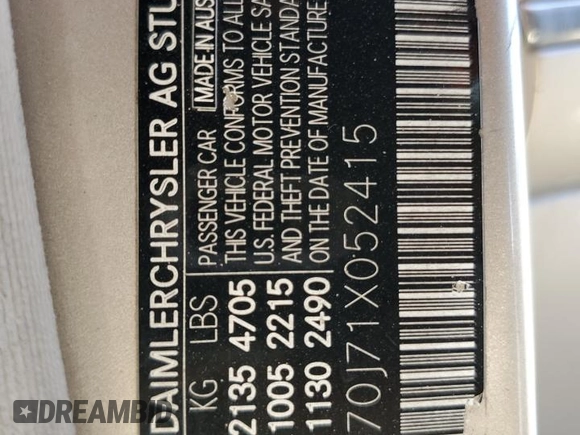 DAIMLERCHRYSLER AG STU
KG LBS
2135 4705
1005 2215
1130 2490
PASSENGER CAR MADE IN AUS
THIS VEHICLE CONFORMS TO ALL
U.S. FEDERAL MOTOR VEHICLE SA
AND THEFT PREVENTION STANDA
ON THE DATE OF MANUFACTURE
70J71X052415
DREAMBID